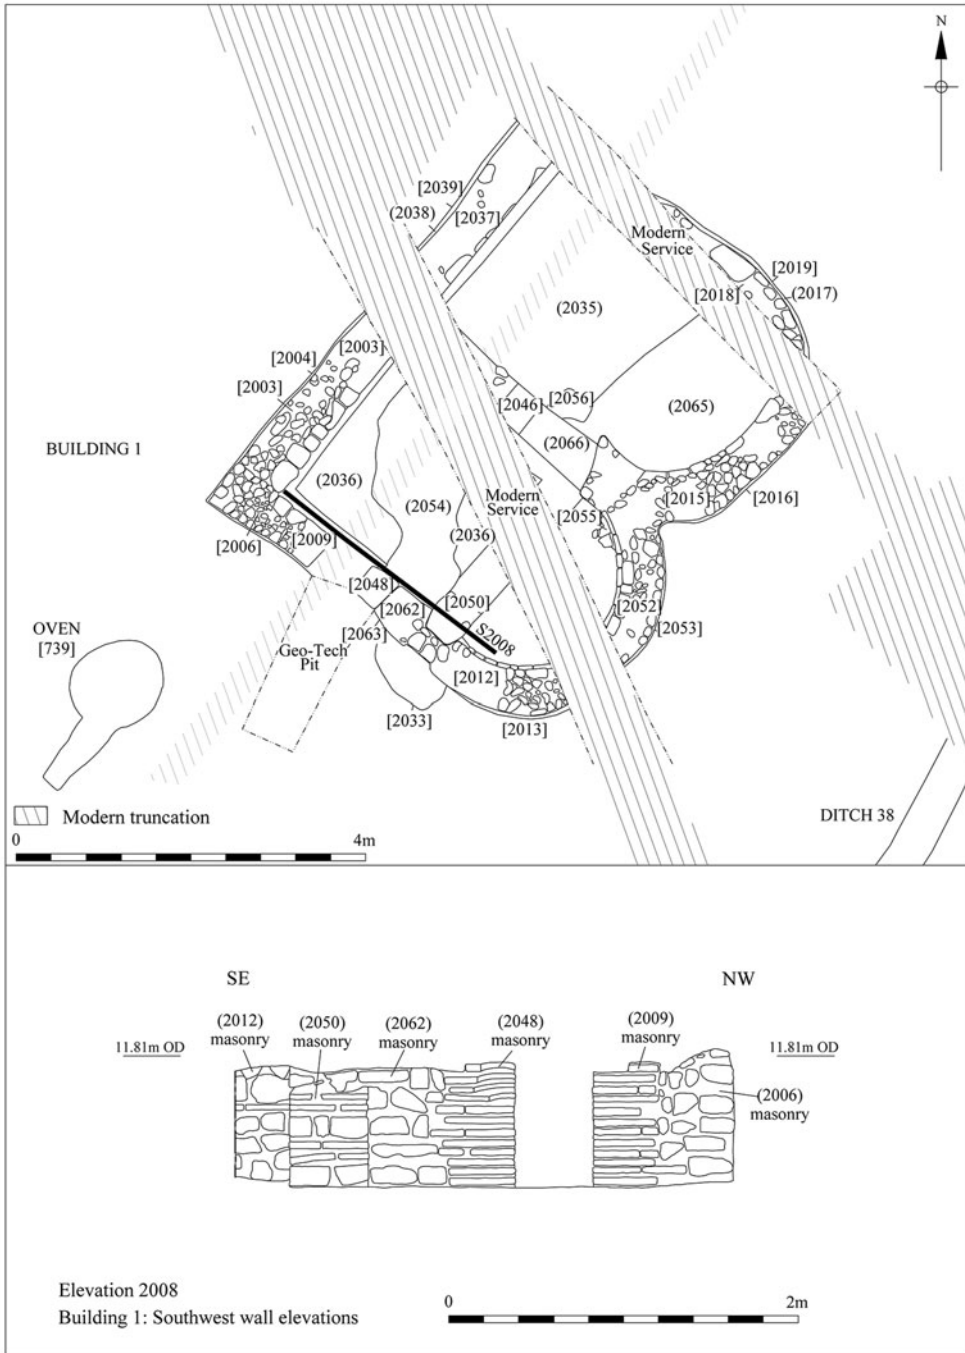 N
[2039]
(2038)
[2037]
Modern
Service
[2019]
[2018]
(2017)
(2035)
[2004]
[2003]
[2003]
[2046]
[2056]
(2065)
(2066)
BUILDING 1
(2036)
(2054)
Modern
Service
[2015]
[2016]
(2036)
[2055]
[2006]
[2009]
[2048]
[2062]
[2050]
[2052]
[2063]
S2008
[2053]
OVEN
[739]
Geo-Tech
Pit
[2012]
[2033]
[2013]
Modern truncation
DITCH 38
0
4m
SE
NW
(2012)
masonry
(2050)
masonry
(2062)
masonry
(2048)
masonry
(2009)
masonry
11.81m OD
11.81m OD
(2006)
masonry
Elevation 2008
Building 1: Southwest wall elevations
0
2m